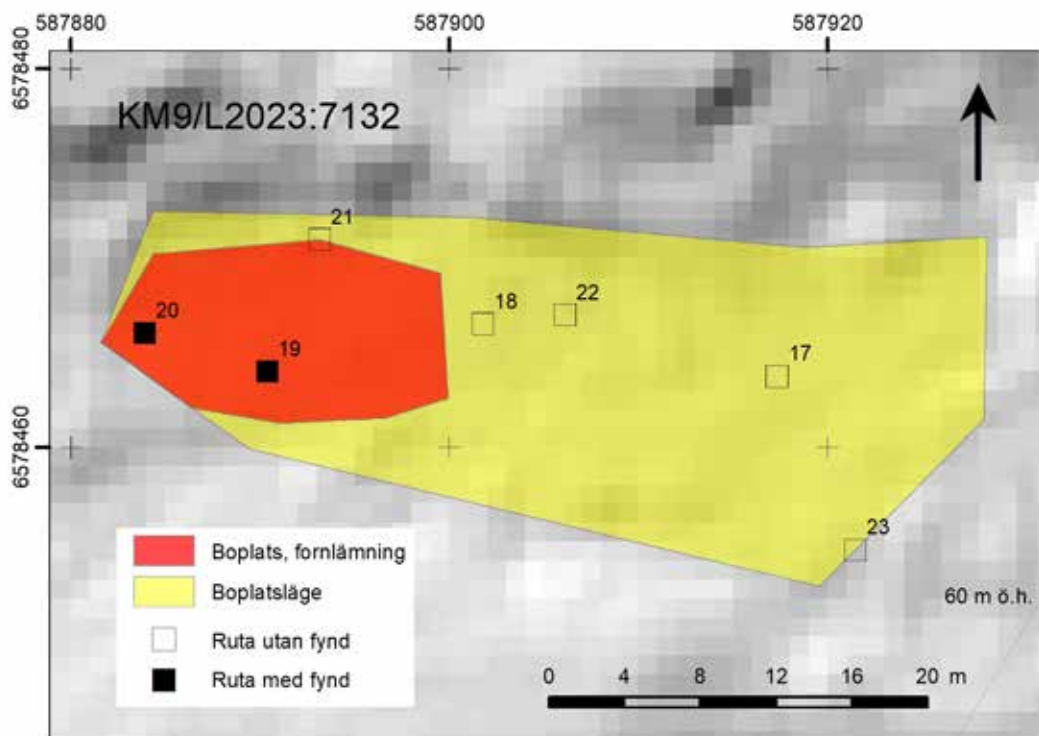 587880 587900 587920
6578480
KM9/L2023:7132
21
20
18
22
19
17
6578460
23
Boplats, fornlämning
Boplatsläge
60 m ö.h.
Ruta utan fynd
Ruta med fynd
0 4 8 12 16 20 m